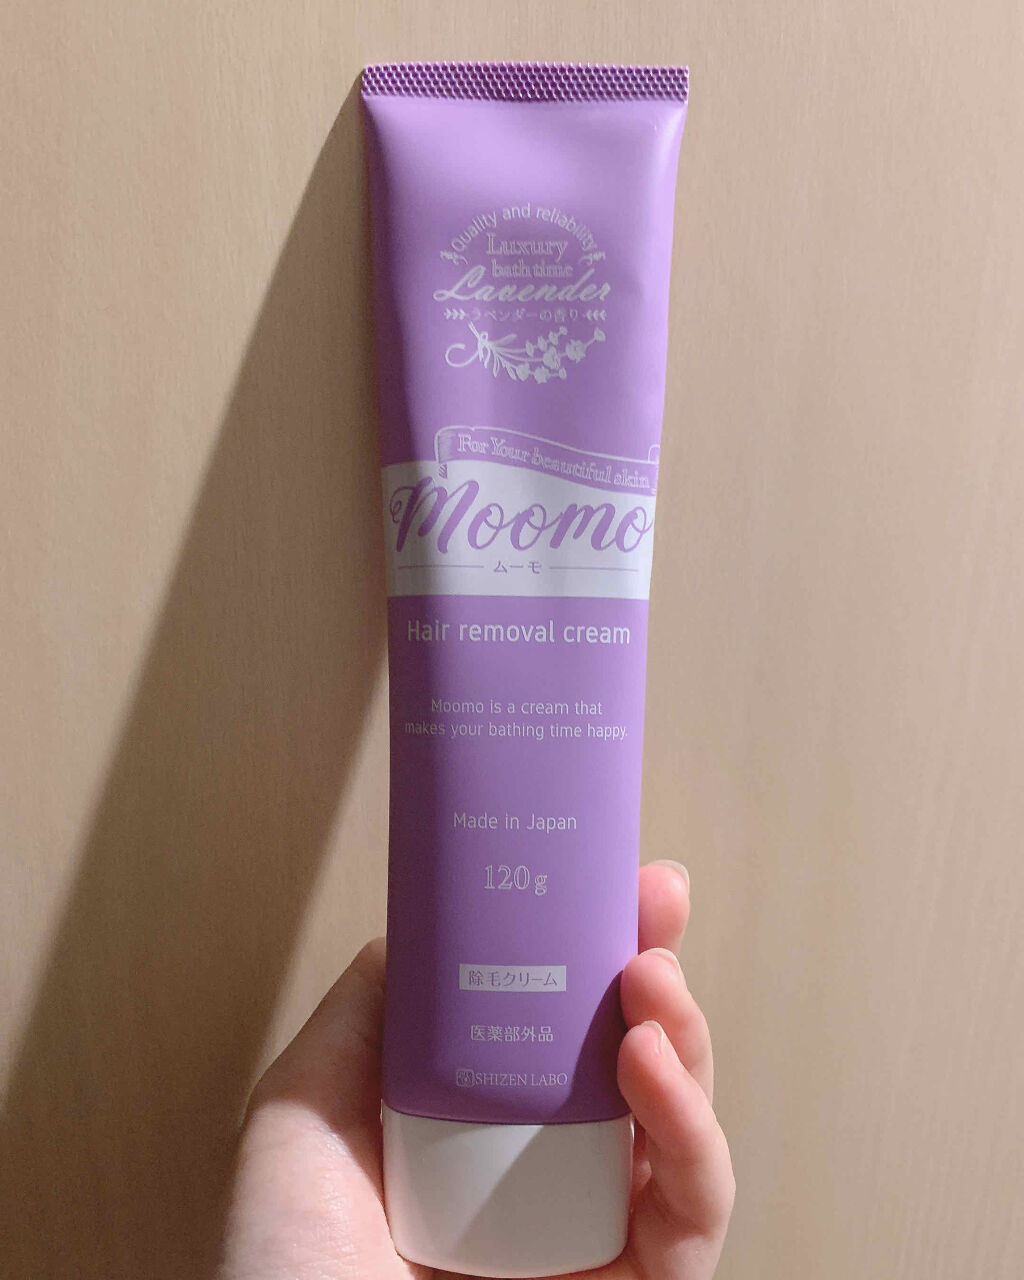 Quality and reliability
Luxury
bath time
Lavender
ラベンダーの香り
For Your beautiful skin
Moomo
ムーモ
Hair removal cream
Moomo is a cream that
makes your bathing time happy.
Made in Japan
120g
除毛クリーム
医薬部外品
SHIZEN LABO